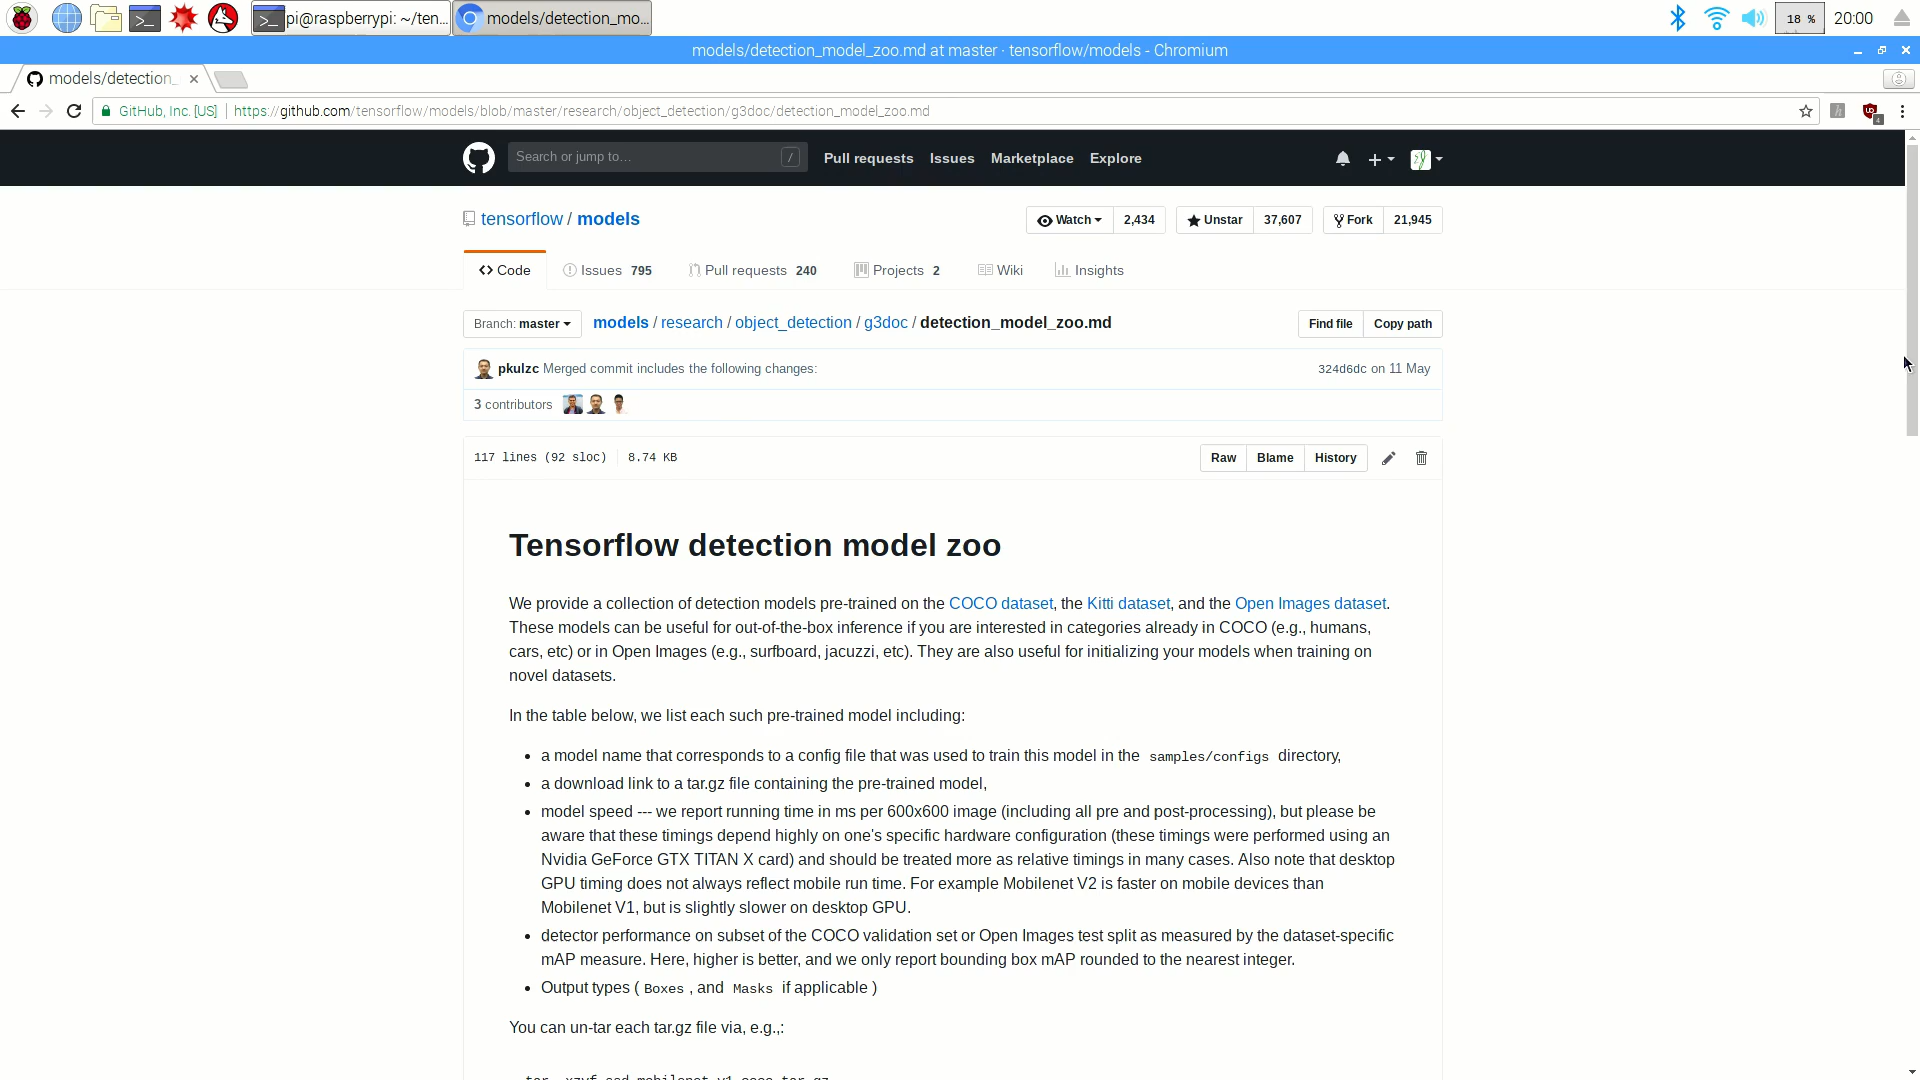 pi@raspberrypi: ~/ten...
models/detection_mo...
18 %
20:00
models/detection_model_zoo.md at master · tensorflow/models - Chromium
models/detection_
GitHub, Inc. [US] | https://github.com/tensorflow/models/blob/master/research/object_detection/g3doc/detection_model_zoo.md
Search or jump to…
/
Pull requests
Issues
Marketplace
Explore
tensorflow / models
Watch
2,434
Unstar
37,607
Fork
21,945
Code
Issues 795
Pull requests 240
Projects 2
Wiki
Insights
Branch: master
models / research / object_detection / g3doc / detection_model_zoo.md
Find file
Copy path
pkulzc Merged commit includes the following changes:
324d6dc on 11 May
3 contributors
117 lines (92 sloc)
8.74 KB
Raw
Blame
History
Tensorflow detection model zoo
We provide a collection of detection models pre-trained on the COCO dataset, the Kitti dataset, and the Open Images dataset.
These models can be useful for out-of-the-box inference if you are interested in categories already in COCO (e.g., humans,
cars, etc) or in Open Images (e.g., surfboard, jacuzzi, etc). They are also useful for initializing your models when training on
novel datasets.
In the table below, we list each such pre-trained model including:
• a model name that corresponds to a config file that was used to train this model in the samples/configs directory,
• a download link to a tar.gz file containing the pre-trained model,
• model speed --- we report running time in ms per 600x600 image (including all pre and post-processing), but please be
aware that these timings depend highly on one's specific hardware configuration (these timings were performed using an
Nvidia GeForce GTX TITAN X card) and should be treated more as relative timings in many cases. Also note that desktop
GPU timing does not always reflect mobile run time. For example Mobilenet V2 is faster on mobile devices than
Mobilenet V1, but is slightly slower on desktop GPU.
• detector performance on subset of the COCO validation set or Open Images test split as measured by the dataset-specific
mAP measure. Here, higher is better, and we only report bounding box mAP rounded to the nearest integer.
• Output types ( Boxes , and Masks if applicable )
You can un-tar each tar.gz file via, e.g.,:
tar -xzvf ssd_mobilenet_v1_coco.tar.gz